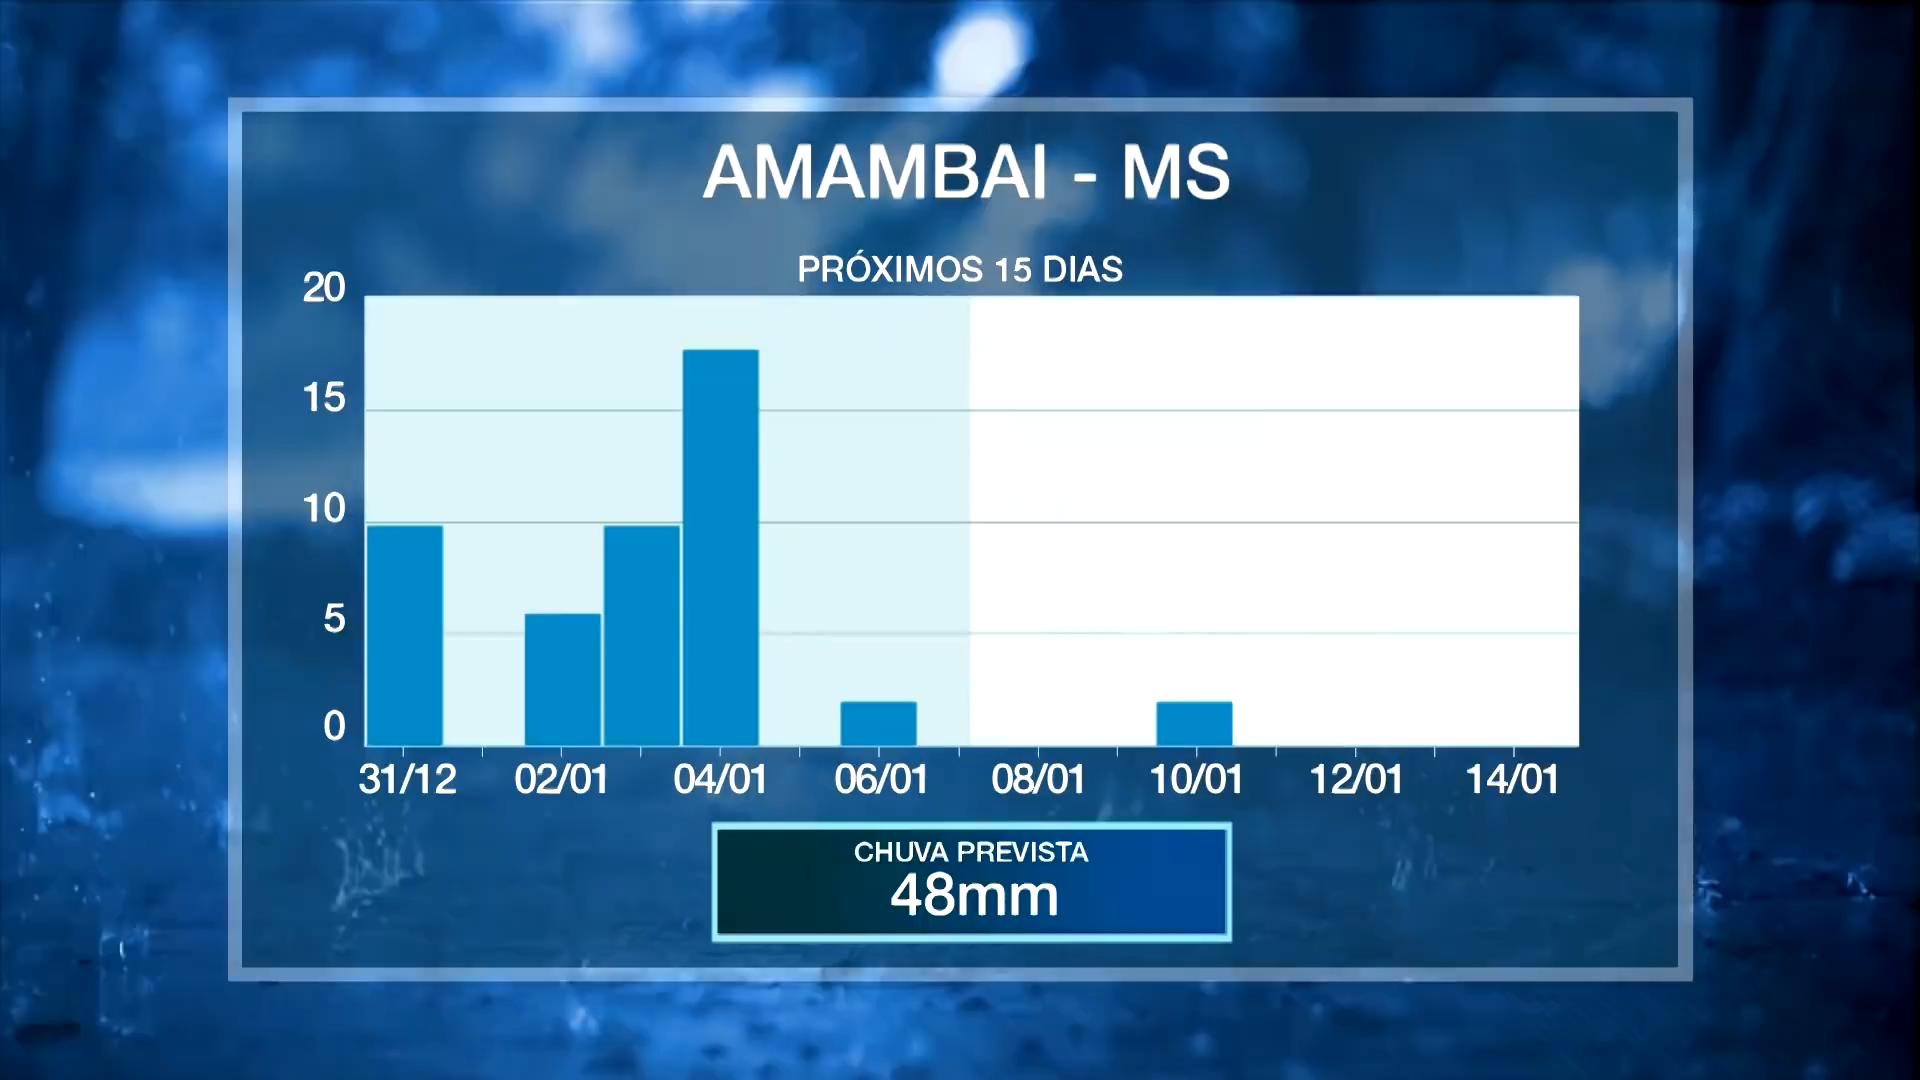 AMAMBAI - MS
PRÓXIMOS 15 DIAS
20
15
10
5
0
31/12 02/01 04/01 06/01 08/01 10/01 12/01 14/01
CHUVA PREVISTA
48mm